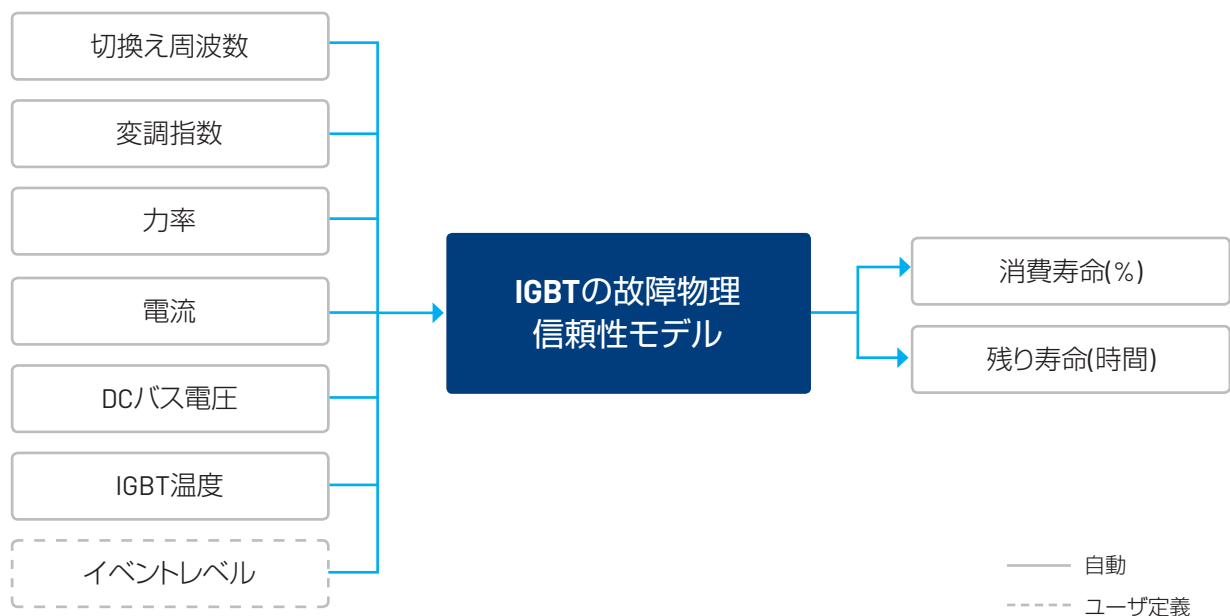 切換え周波数
変調指数
力率
電流
DCバス電圧
IGBT温度
イベントレベル
IGBTの故障物理
信頼性モデル
消費寿命(%)
残り寿命(時間)
自動
ユーザ定義